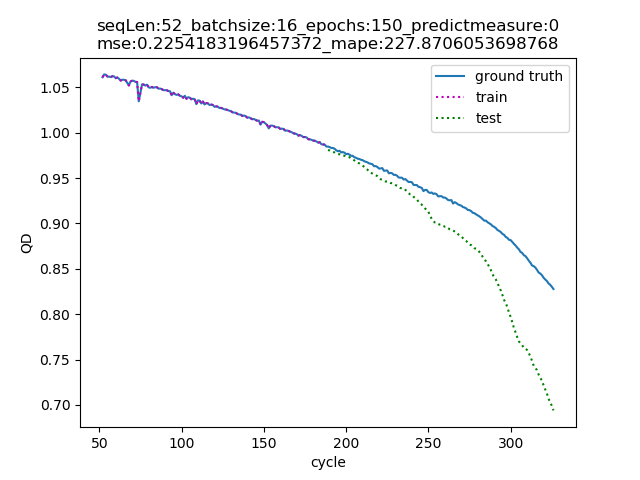 seqLen:52_batchsize:16_epochs:150_predictmeasure:0
mse:0.2254183196457372_mape:227.8706053698768
ground truth
train
test
1.05
1.00
0.95
0.90
0.85
0.80
0.75
0.70
QD
50 100 150 200 250 300
cycle